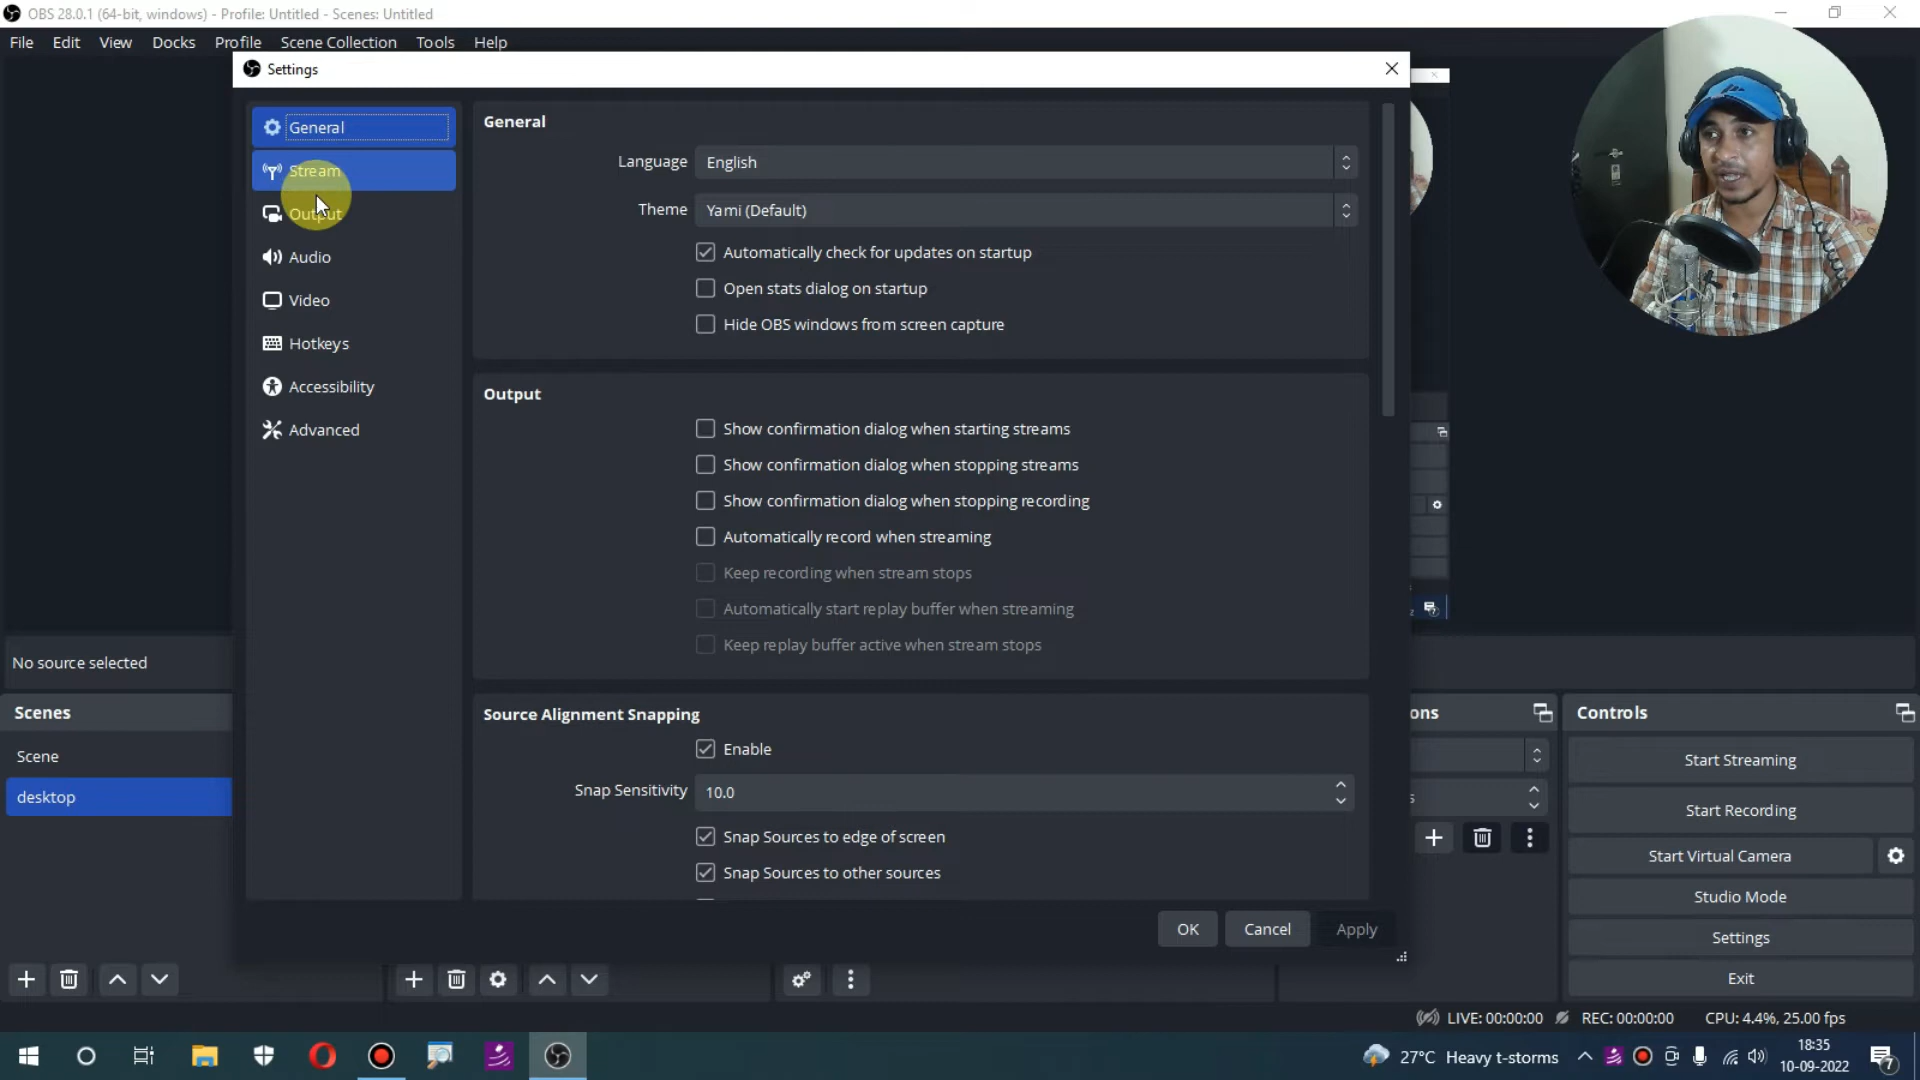 OBS 28.0.1 (64-bit, windows) - Profile: Untitled - Scenes: Untitled
File Edit View Docks Profile Scene Collection Tools Help
Settings
General
Stream
Output
Audio
Video
Hotkeys
Accessibility
Advanced
General
Language English
Theme Yami (Default)
Automatically check for updates on startup
Open stats dialog on startup
Hide OBS windows from screen capture
Output
Show confirmation dialog when starting streams
Show confirmation dialog when stopping streams
Show confirmation dialog when stopping recording
Automatically record when streaming
Keep recording when stream stops
Automatically start replay buffer when streaming
Keep replay buffer active when stream stops
Source Alignment Snapping
Enable
Snap Sensitivity 10.0
Snap Sources to edge of screen
Snap Sources to other sources
OK Cancel Apply
No source selected
Scenes
Scene
desktop
ons
s
Controls
Start Streaming
Start Recording
Start Virtual Camera
Studio Mode
Settings
Exit
LIVE: 00:00:00 REC: 00:00:00 CPU: 4.4%, 25.00 fps
27°C Heavy t-storms
18:35
10-09-2022
7